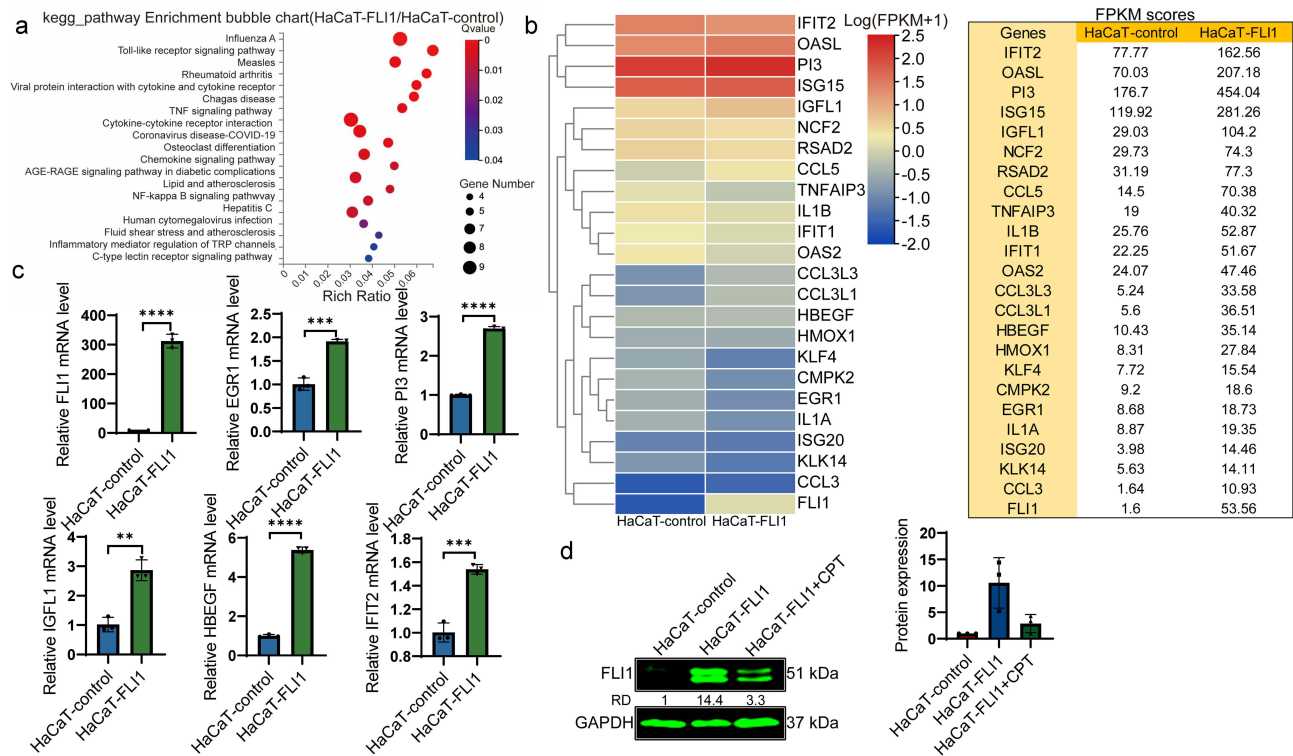 a
kegg_pathway Enrichment bubble chart(HaCaT-FLI1/HaCaT-control)
Influenza A
Toll-like receptor signaling pathway
Measles
Rheumatoid arthritis
Viral protein interaction with cytokine and cytokine receptor
Chagas disease
TNF signaling pathway
Cytokine-cytokine receptor interaction
Coronavirus disease-COVID-19
Osteoclast differentiation
Chemokine signaling pathway
AGE-RAGE signaling pathway in diabetic complications
Lipid and atherosclerosis
NF-kappa B signaling pathwvay
Hepatitis C
Human cytomegalovirus infection
Fluid shear stress and atherosclerosis
Inflammatory mediator regulation of TRP channels
C-type lectin receptor signaling pathway
0 0.01 0.02 0.03 0.04 0.05 0.06
Rich Ratio
Qvalue
0
0.01
0.02
0.03
0.04
Gene Number
4
5
7
8
9
b
IFIT2
OASL
PI3
ISG15
IGFL1
NCF2
RSAD2
CCL5
TNFAIP3
IL1B
IFIT1
OAS2
CCL3L3
CCL3L1
HBEGF
HMOX1
KLF4
CMPK2
EGR1
IL1A
ISG20
KLK14
CCL3
FLI1
HaCaT-control HaCaT-FLI1
Log(FPKM+1)
2.5
2.0
1.5
1.0
0.5
0.0
-0.5
-1.0
-1.5
-2.0
FPKM scores
Genes HaCaT-control HaCaT-FLI1
IFIT2 77.77 162.56
OASL 70.03 207.18
PI3 176.7 454.04
ISG15 119.92 281.26
IGFL1 29.03 104.2
NCF2 29.73 74.3
RSAD2 31.19 77.3
CCL5 14.5 70.38
TNFAIP3 19 40.32
IL1B 25.76 52.87
IFIT1 22.25 51.67
OAS2 24.07 47.46
CCL3L3 5.24 33.58
CCL3L1 5.6 36.51
HBEGF 10.43 35.14
HMOX1 8.31 27.84
KLF4 7.72 15.54
CMPK2 9.2 18.6
EGR1 8.68 18.73
IL1A 8.87 19.35
ISG20 3.98 14.46
KLK14 5.63 14.11
CCL3 1.64 10.93
FLI1 1.6 53.56
c
Relative FLI1 mRNA level
400
300
200
100
0
****
HaCaT-control
HaCaT-FLI1
Relative EGR1 mRNA level
2.5
2.0
1.5
1.0
0.5
0.0
***
HaCaT-control
HaCaT-FLI1
Relative PI3 mRNA level
3
2
1
0
****
HaCaT-control
HaCaT-FLI1
Relative IGFL1 mRNA level
4
3
2
1
0
**
HaCaT-control
HaCaT-FLI1
Relative HBEGF mRNA level
6
4
2
0
****
HaCaT-control
HaCaT-FLI1
Relative IFIT2 mRNA level
1.8
1.6
1.4
1.2
1.0
0.8
***
HaCaT-control
HaCaT-FLI1
d
HaCaT-control
HaCaT-FLI1
HaCaT-FLI1+CPT
FLI1 51 kDa
RD 1 14.4 3.3
GAPDH 37 kDa
Protein expression
20
15
10
5
0
HaCaT-control
HaCaT-FLI1
HaCaT-FLI1+CPT